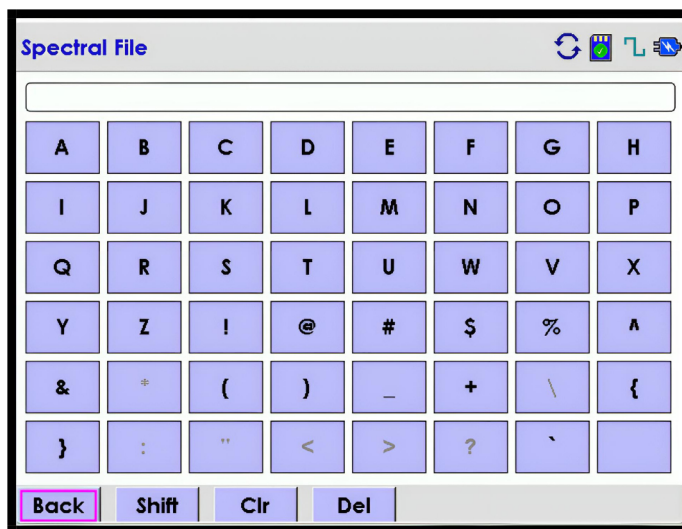 Spectral File
A B C D E F G H
I J K L M N O P
Q R S T U W V X
Y Z ! @ # $ % ^
& * ( ) _ + \ {
} : " < > ? `
Back Shift Clr Del